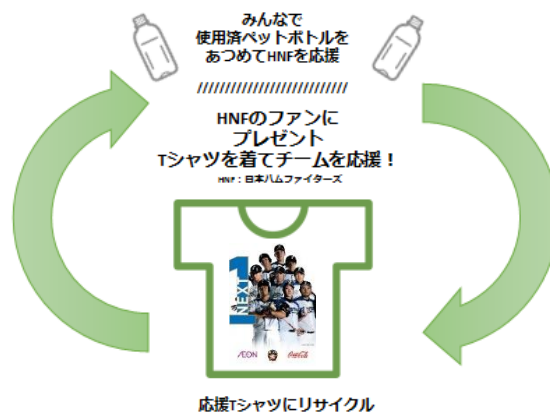 みんなで
使用済ペットボトルを
あつめてHNFを応援
///////////////////////////
HNFのファンに
プレゼント
Tシャツを着てチームを応援！
HNF：日本ハムファイターズ
NEXT
1
ÆON
Coca-Cola
応援Tシャツにリサイクル